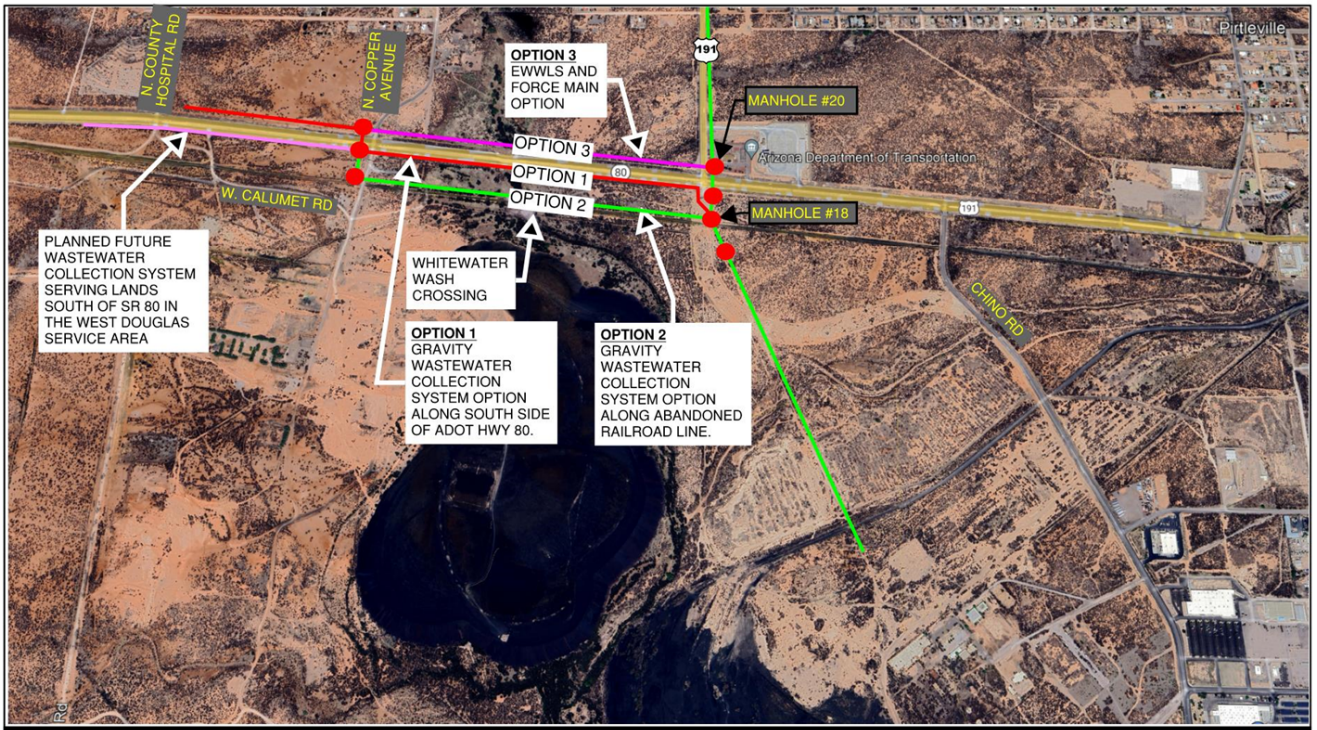 Pirtleville
191
N. COUNTY
HOSPITAL RD
N. COPPER
AVENUE
OPTION 3
EWWLS AND
FORCE MAIN
OPTION
MANHOLE #20
OPTION 3
Arizona Department of Transportation
OPTION 1
80
OPTION 2
W. CALUMET RD
MANHOLE #18
191
PLANNED FUTURE
WASTEWATER
COLLECTION SYSTEM
SERVING LANDS
SOUTH OF SR 80 IN
THE WEST DOUGLAS
SERVICE AREA
WHITEWATER
WASH
CROSSING
CHINO RD
OPTION 1
GRAVITY
WASTEWATER
COLLECTION
SYSTEM OPTION
ALONG SOUTH SIDE
OF ADOT HWY 80.
OPTION 2
GRAVITY
WASTEWATER
COLLECTION
SYSTEM OPTION
ALONG ABANDONED
RAILROAD LINE.
Rd